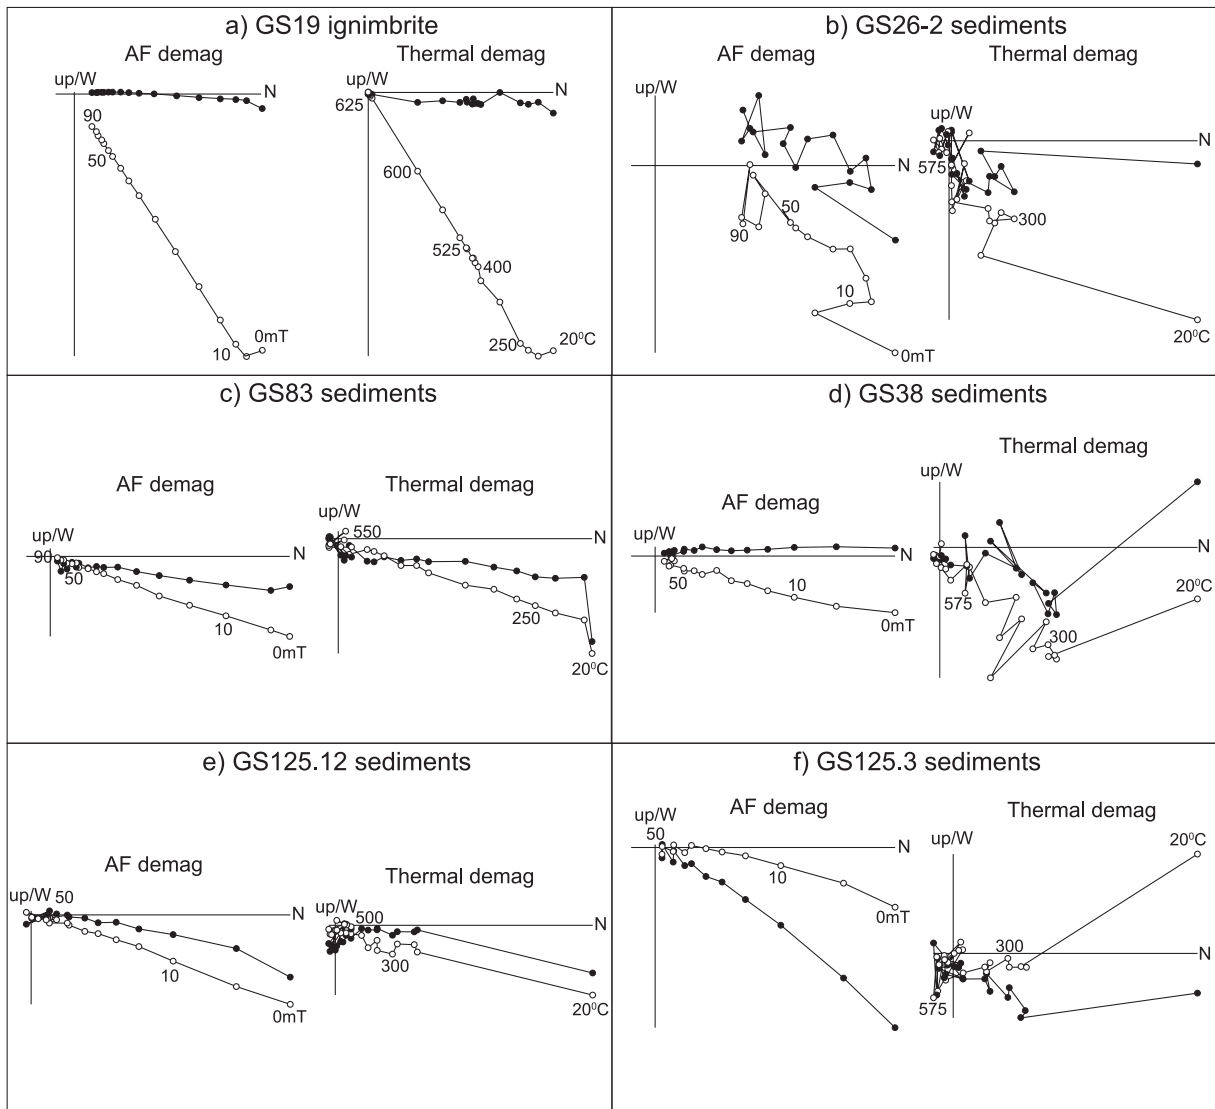 a) GS19 ignimbrite
AF demag
Thermal demag
up/W
N
90
50
10
0mT
up/W
N
625
600
525
400
250
20⁰C
b) GS26-2 sediments
AF demag
Thermal demag
up/W
N
50
90
10
0mT
up/W
N
575
300
20⁰C
c) GS83 sediments
AF demag
Thermal demag
up/W
N
90
50
10
0mT
up/W
550
N
250
20⁰C
d) GS38 sediments
AF demag
Thermal demag
up/W
N
50
10
0mT
up/W
N
575
300
20⁰C
e) GS125.12 sediments
AF demag
Thermal demag
up/W 50
N
10
0mT
up/W
500
N
300
20⁰C
f) GS125.3 sediments
AF demag
Thermal demag
up/W
50
N
10
0mT
up/W
20⁰C
300
N
575